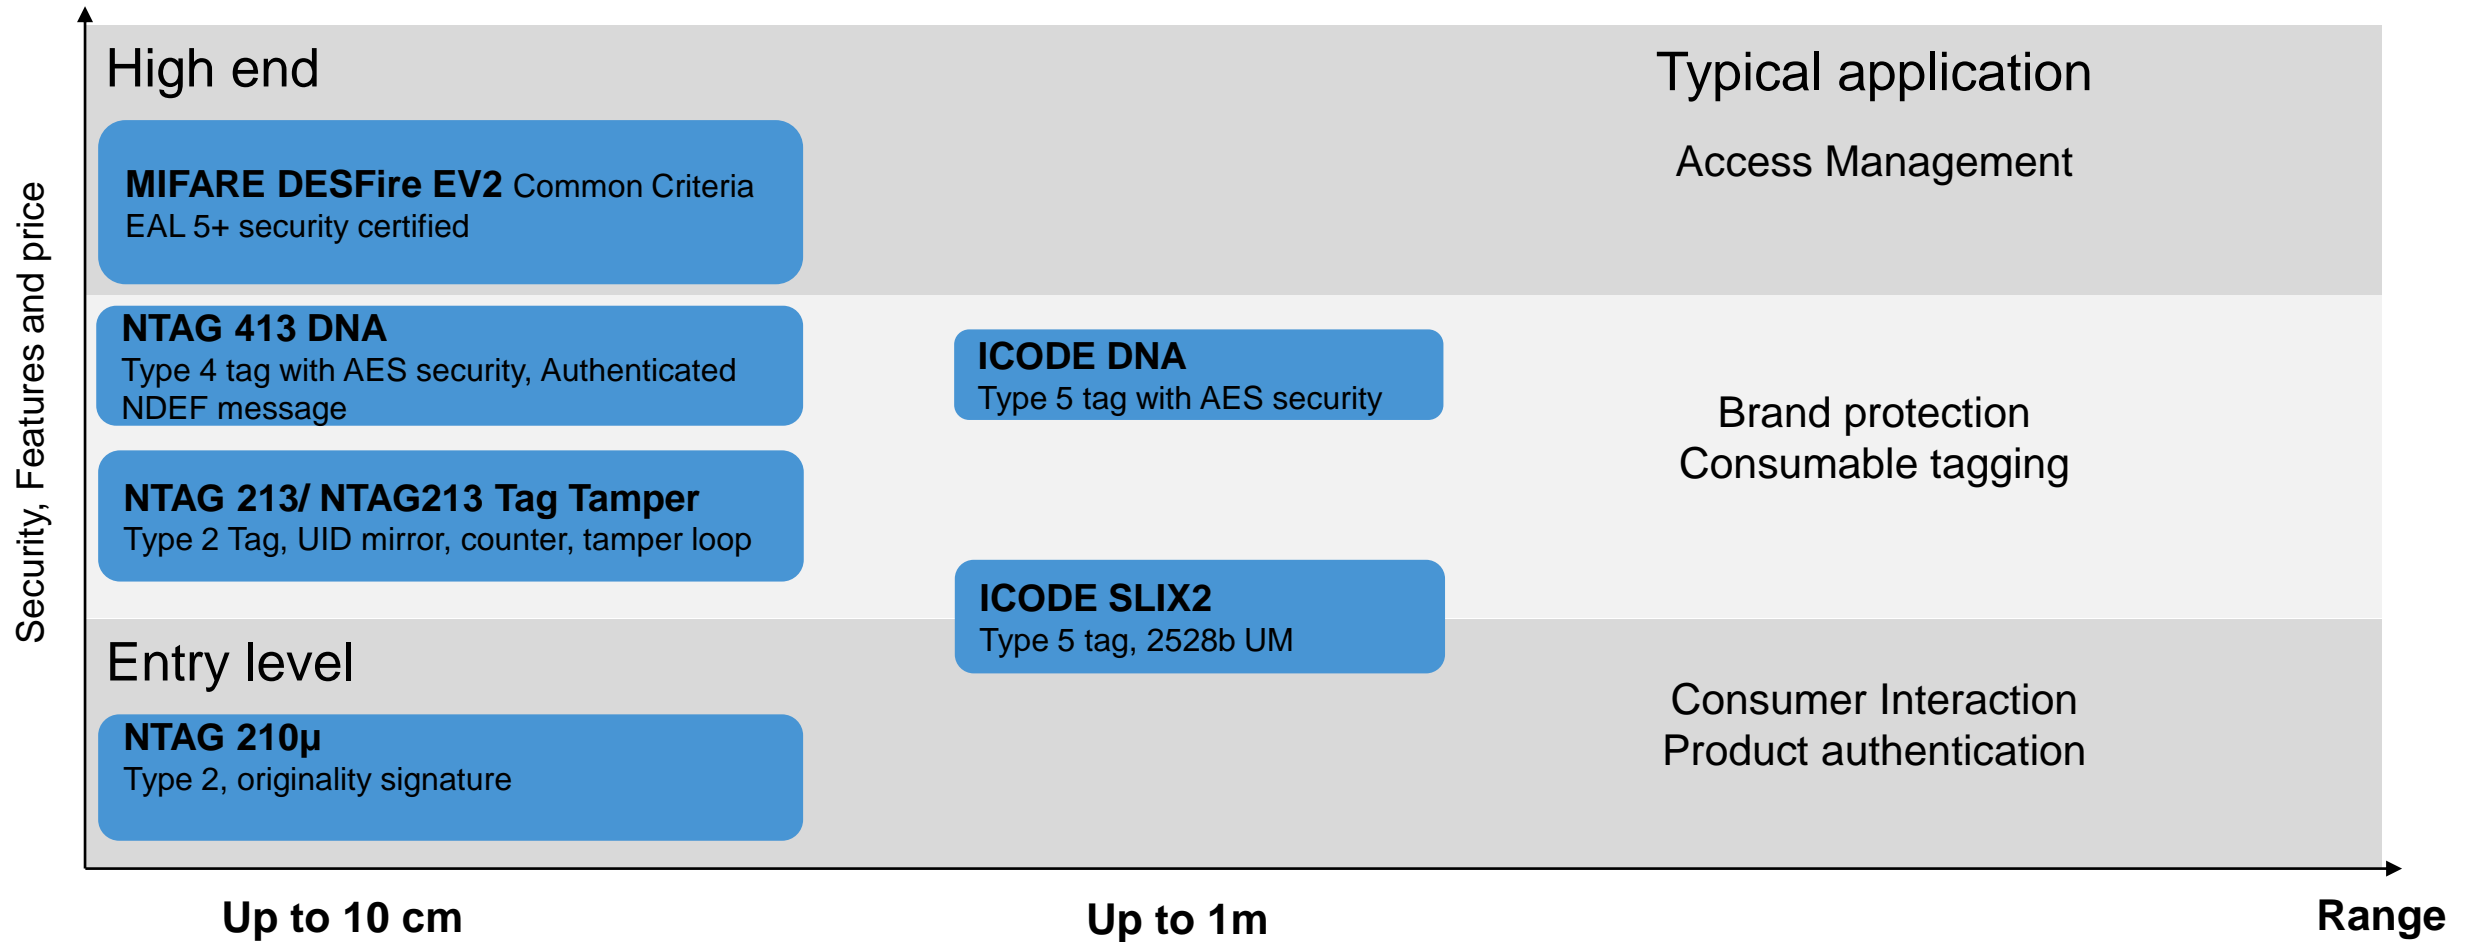 High end
Typical application
Access Management
MIFARE DESFire EV2 Common Criteria
EAL 5+ security certified
Security, Features and price
NTAG 413 DNA
Type 4 tag with AES security, Authenticated
NDEF message
ICODE DNA
Type 5 tag with AES security
Brand protection
Consumable tagging
NTAG 213/ NTAG213 Tag Tamper
Type 2 Tag, UID mirror, counter, tamper loop
ICODE SLIX2
Type 5 tag, 2528b UM
Entry level
Consumer Interaction
Product authentication
NTAG 210µ
Type 2, originality signature
Up to 10 cm
Up to 1m
Range